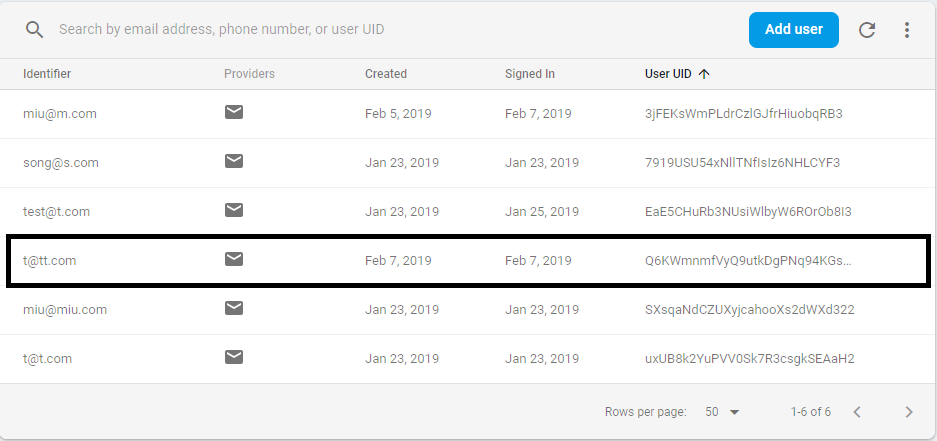 Search by email address, phone number, or user UID Add user
Identifier Providers Created Signed In User UID
miu@m.com Feb 5, 2019 Feb 7, 2019 3jFEKsWmPLdrCzlGJfrHiuobqRB3
song@s.com Jan 23, 2019 Jan 23, 2019 7919USU54xNllTNfIsIz6NHLCYF3
test@t.com Jan 23, 2019 Jan 25, 2019 EaE5CHuRb3NUsiWlbyW6ROrOb8I3
t@tt.com Feb 7, 2019 Feb 7, 2019 Q6KWmnmfVyQ9utkDgPNq94KGs...
miu@miu.com Jan 23, 2019 Jan 23, 2019 SXsqaNdCZUXyjcahooXs2dWXd322
t@t.com Jan 23, 2019 Jan 23, 2019 uxUB8k2YuPVV0Sk7R3csgkSEAaH2
Rows per page: 50 1-6 of 6